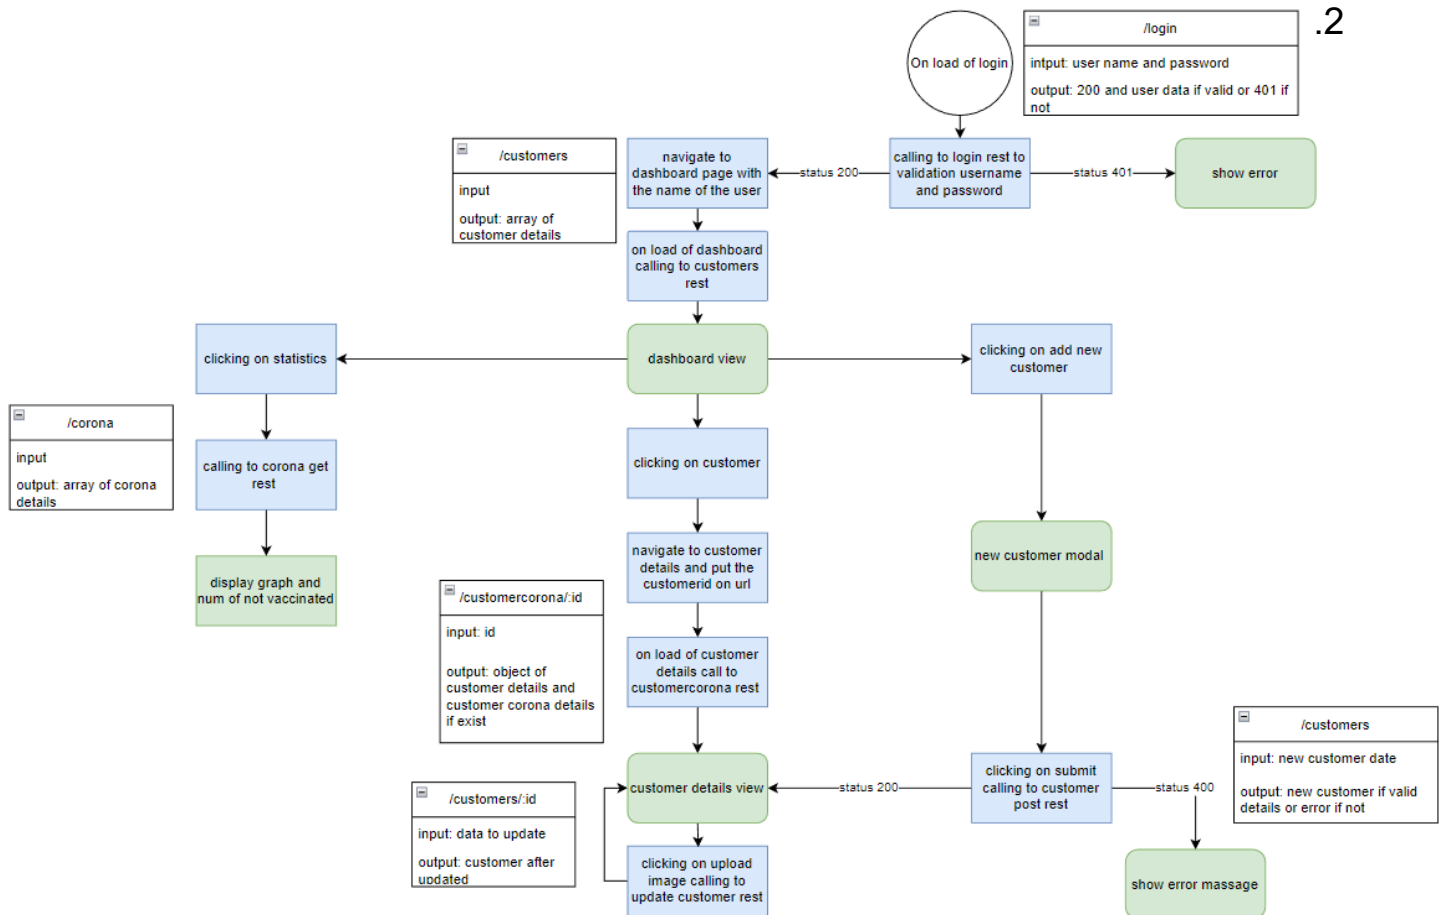 .2
/login
intput: user name and password
output: 200 and user data if valid or 401 if
not
On load of login
/customers
input
output: array of
customer details
navigate to
dashboard page with
the name of the user
status 200
calling to login rest to
validation username
and password
status 401
show error
on load of dashboard
calling to customers
rest
clicking on statistics
dashboard view
clicking on add new
customer
/corona
input
output: array of corona
details
calling to corona get
rest
clicking on customer
display graph and
num of not vaccinated
navigate to customer
details and put the
customerid on url
new customer modal
/customercorona/:id
input: id
output: object of
customer details and
customer corona details
if exist
on load of customer
details call to
customercorona rest
/customers
input: new customer date
output: new customer if valid
details or error if not
customer details view
status 200
clicking on submit
calling to customer
post rest
status 400
/customers/:id
input: data to update
output: customer after
updated
clicking on upload
image calling to
update customer rest
show error massage